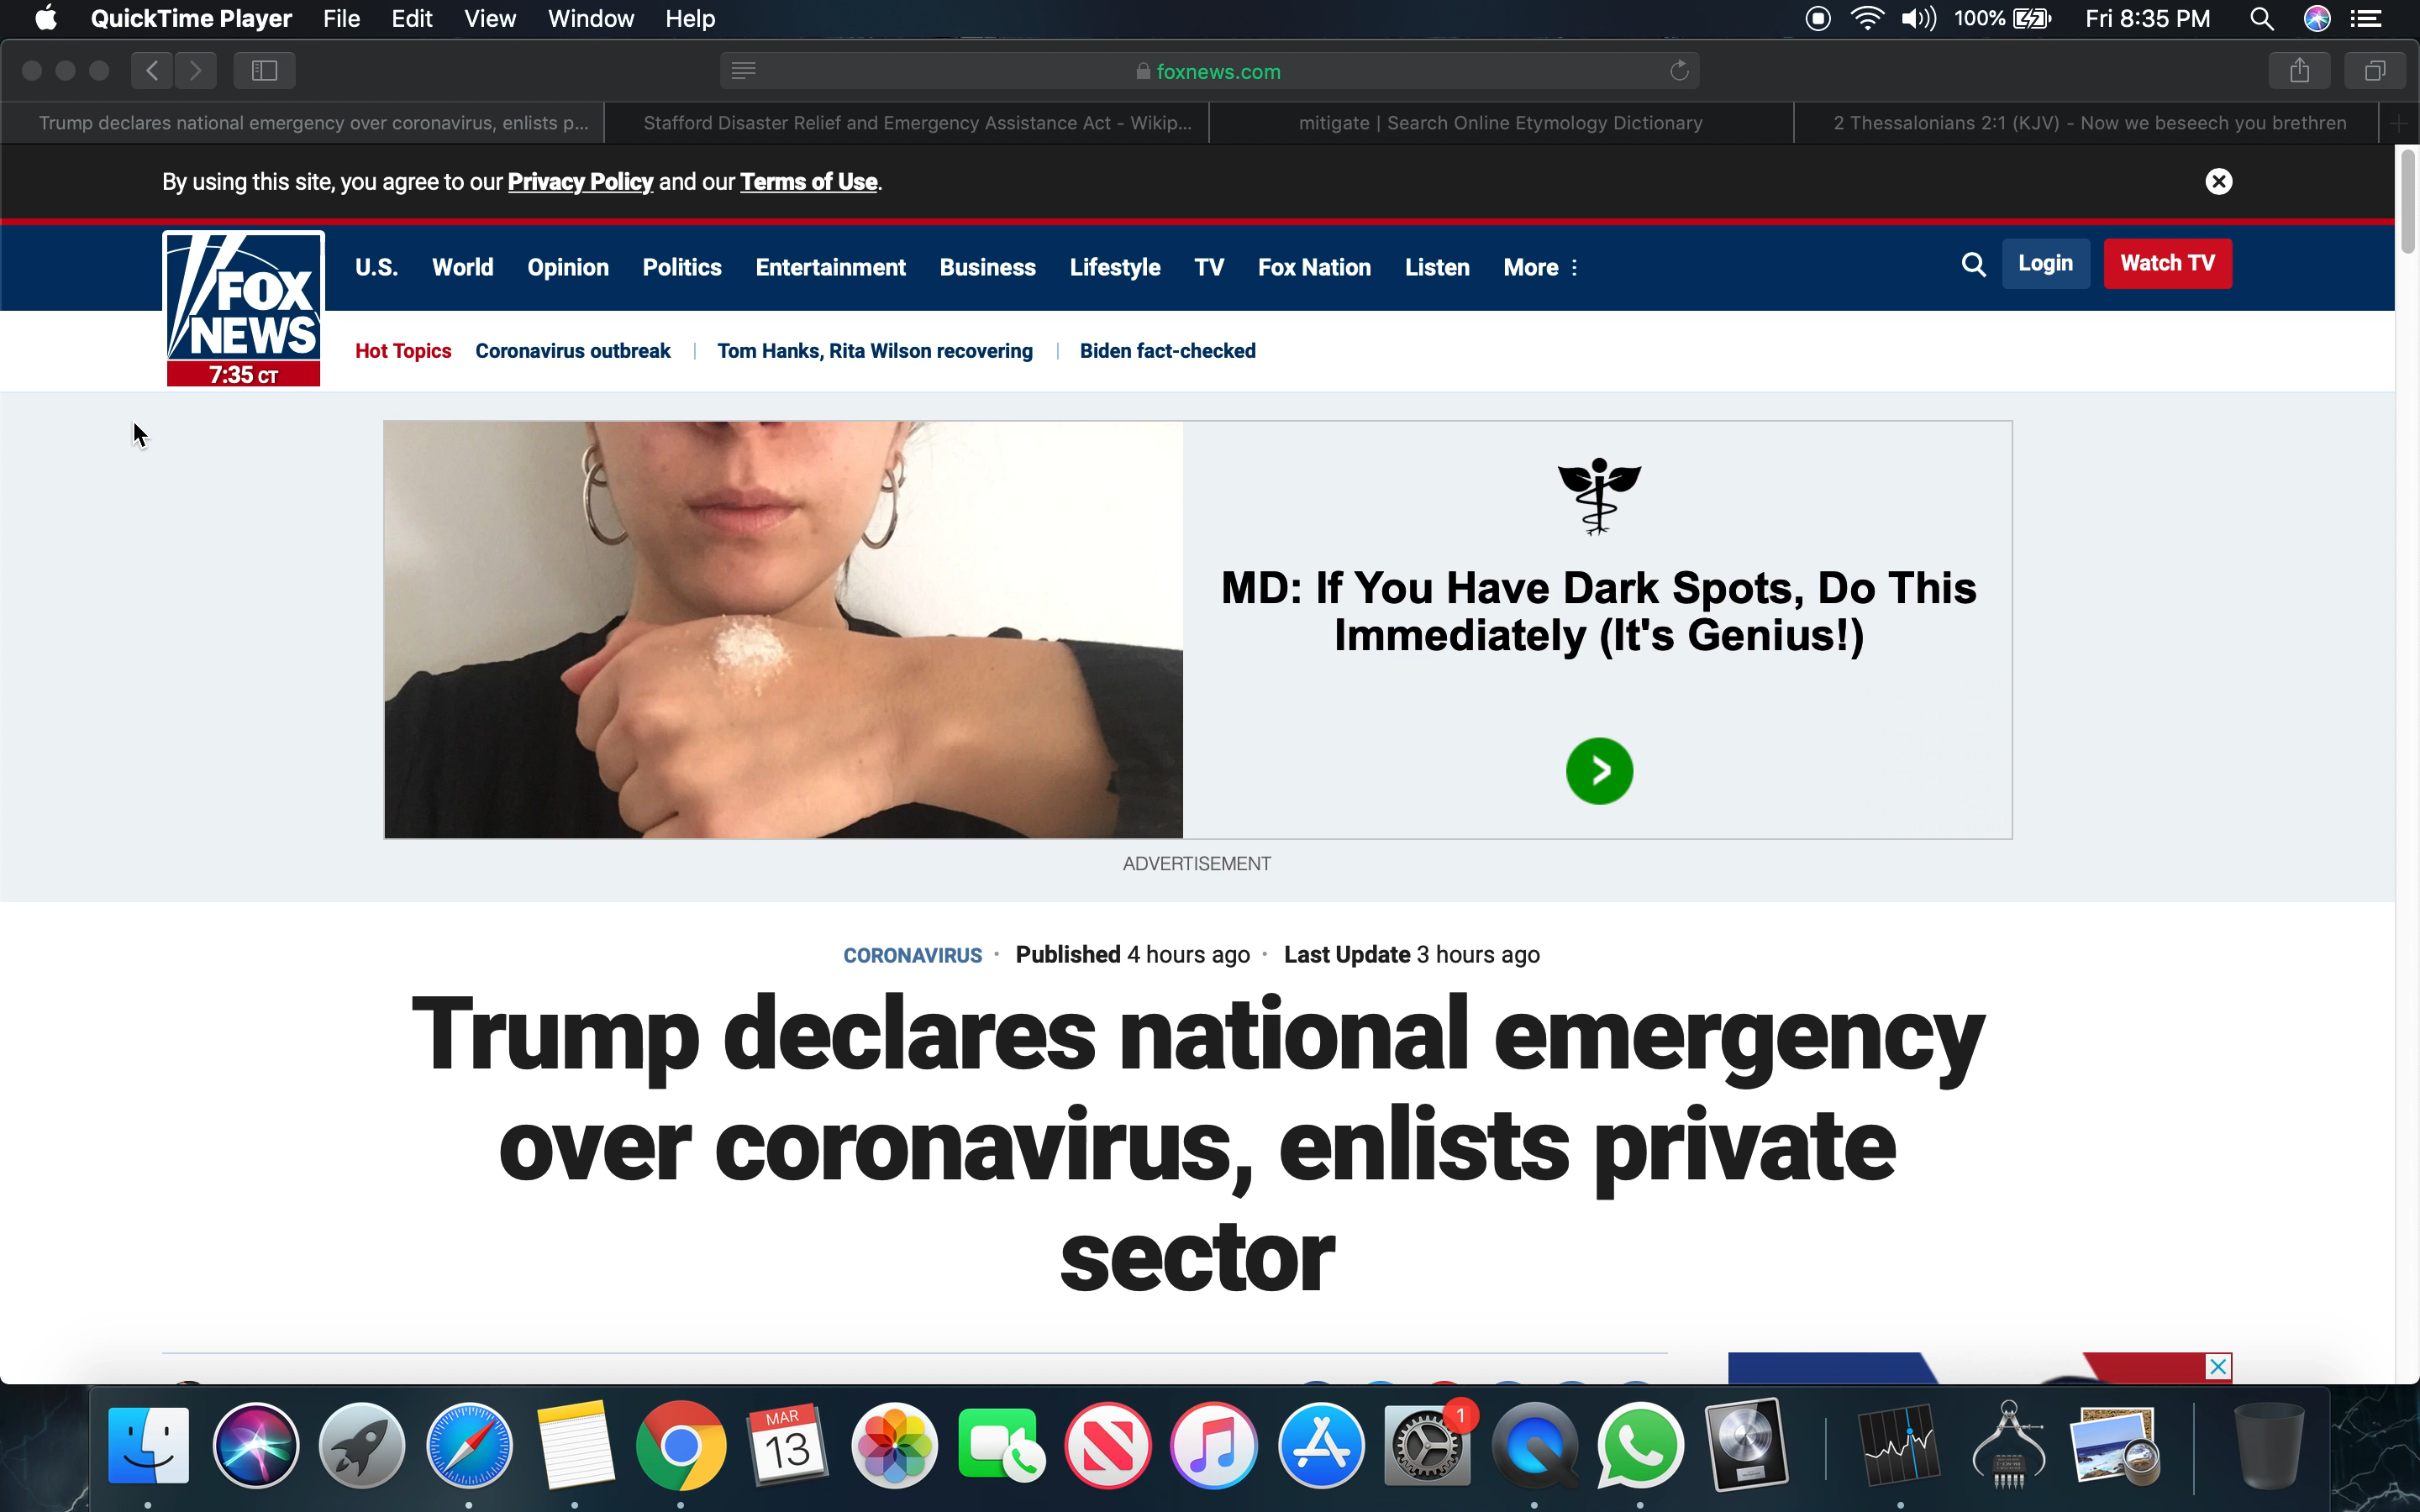 QuickTime Player File Edit View Window Help 100% Fri 8:35 PM
foxnews.com
Trump declares national emergency over coronavirus, enlists p... Stafford Disaster Relief and Emergency Assistance Act - Wikip... mitigate | Search Online Etymology Dictionary 2 Thessalonians 2:1 (KJV) - Now we beseech you brethren
By using this site, you agree to our Privacy Policy and our Terms of Use.
FOX
NEWS
7:35 CT
U.S. World Opinion Politics Entertainment Business Lifestyle TV Fox Nation Listen More Login Watch TV
Hot Topics Coronavirus outbreak | Tom Hanks, Rita Wilson recovering | Biden fact-checked
MD: If You Have Dark Spots, Do This
Immediately (It's Genius!)
ADVERTISEMENT
CORONAVIRUS · Published 4 hours ago · Last Update 3 hours ago
Trump declares national emergency
over coronavirus, enlists private
sector
MAR
13
1